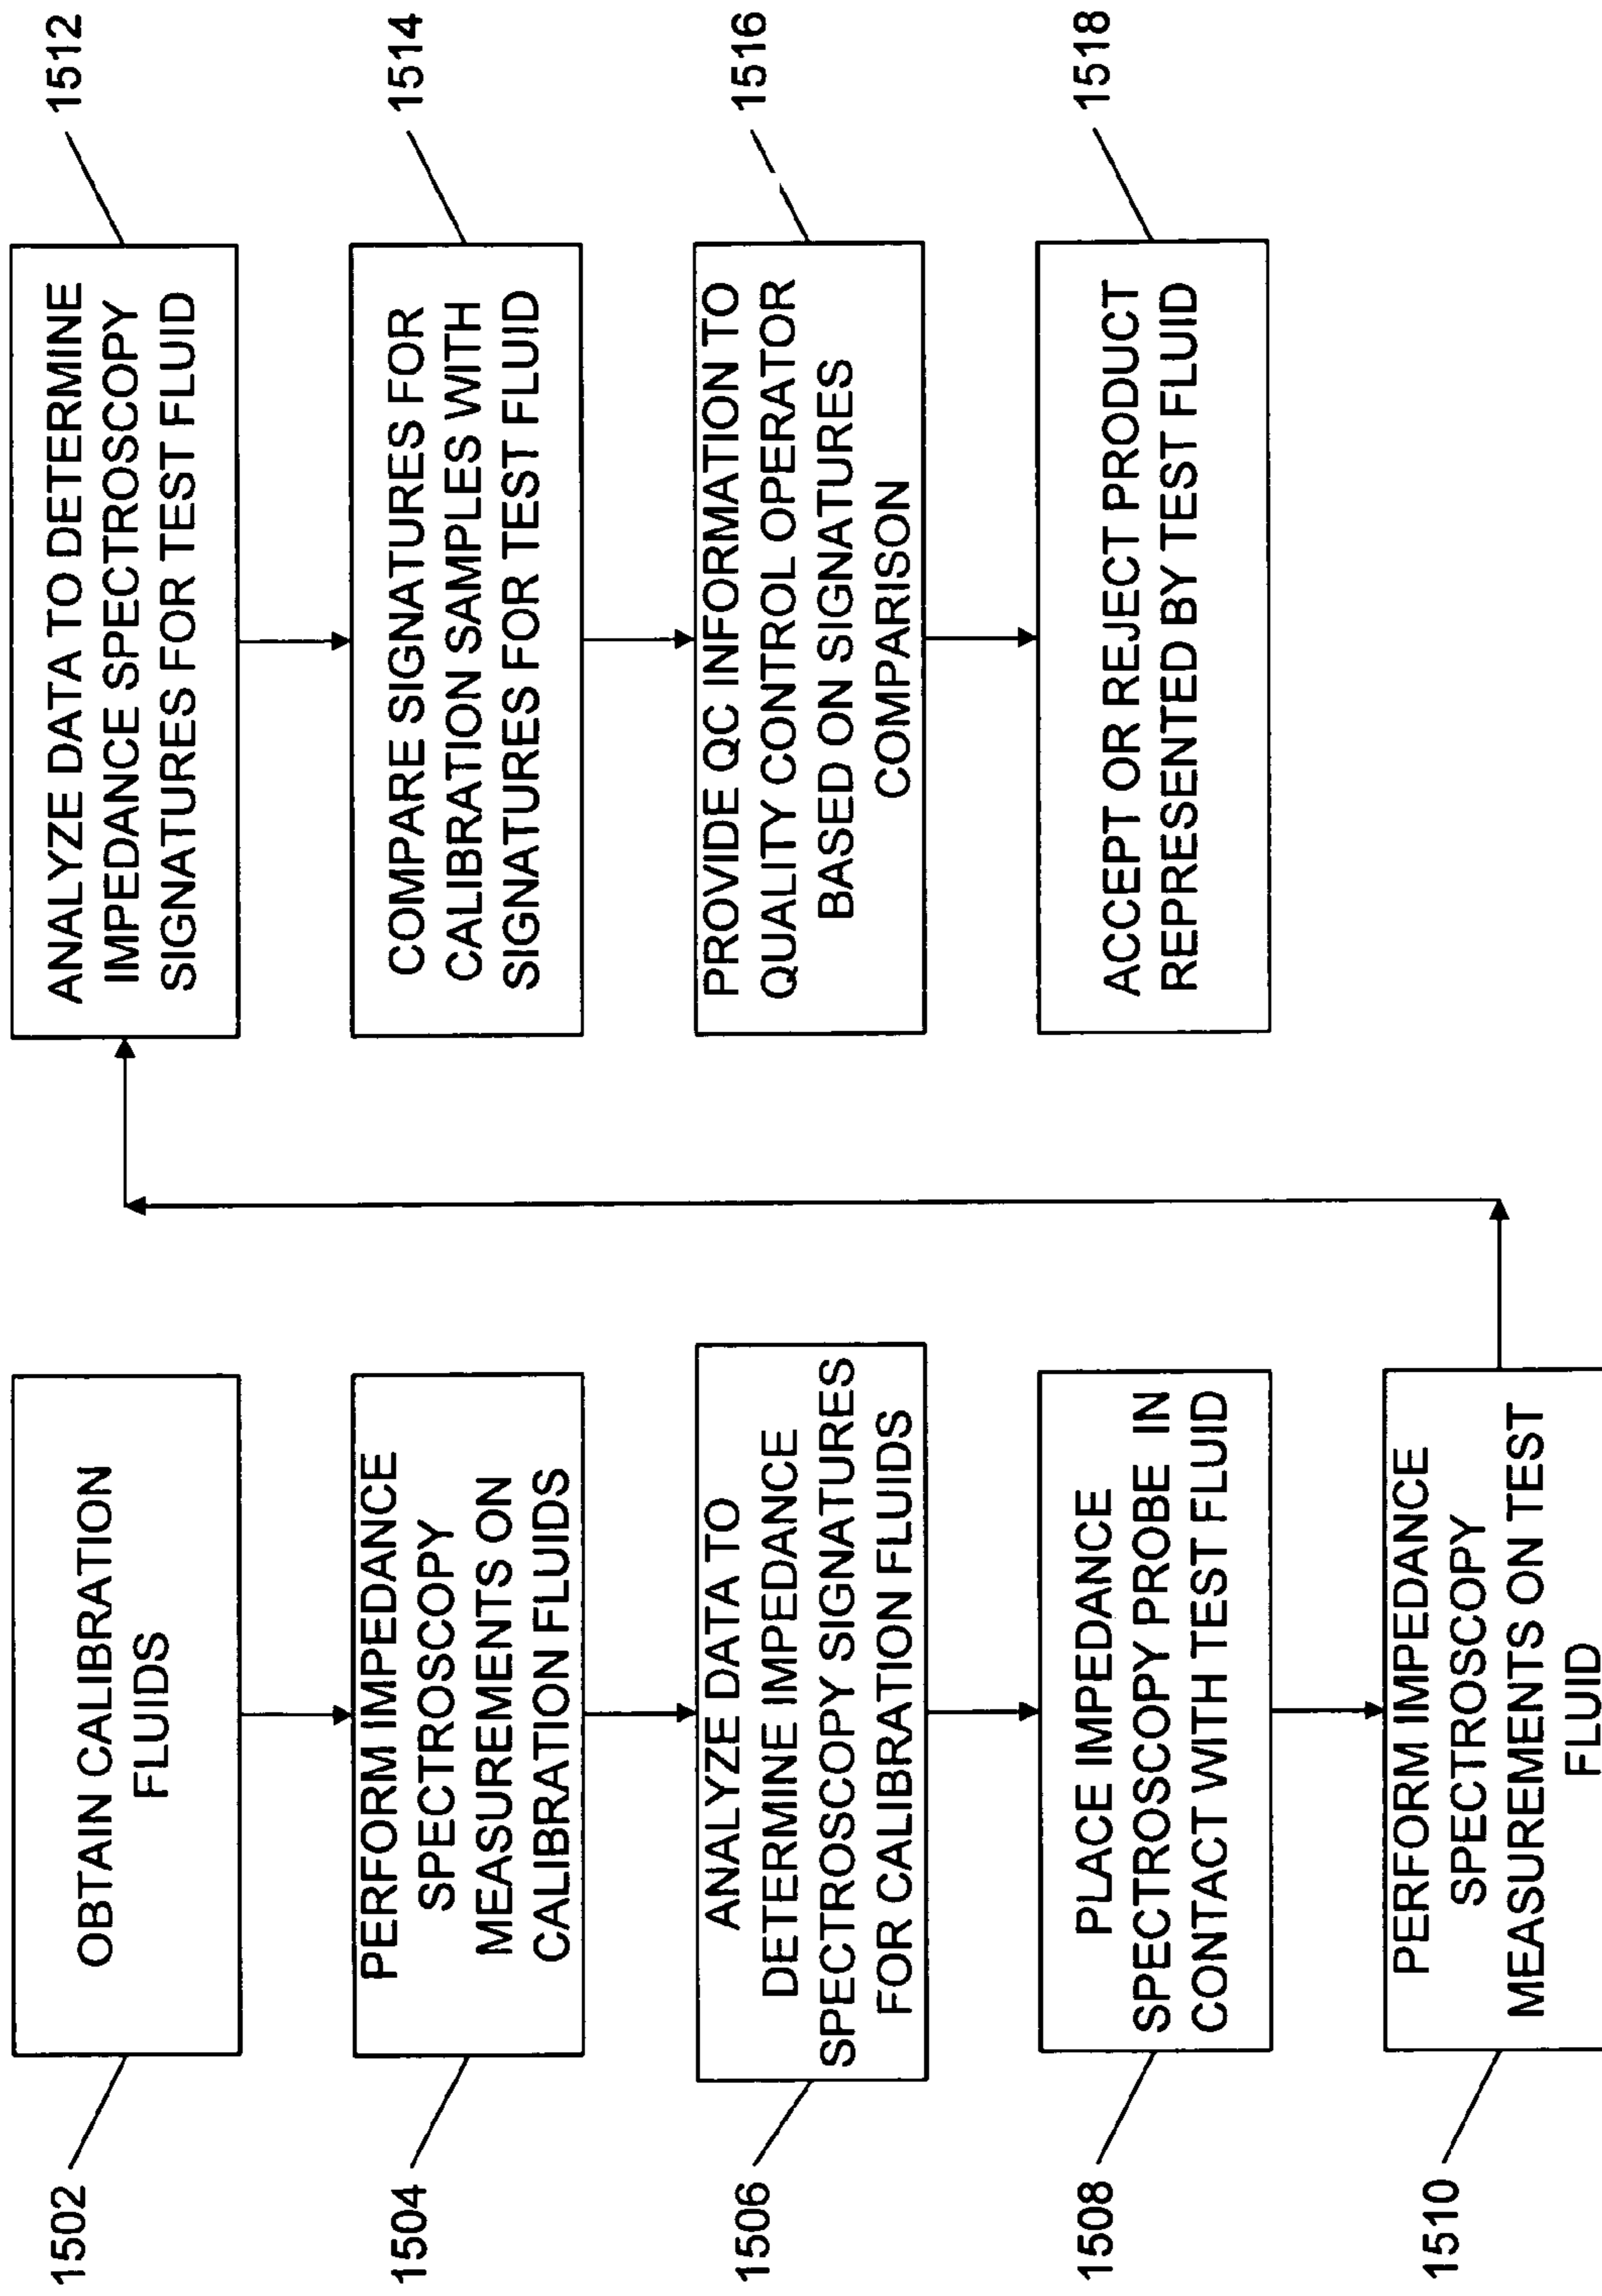 1502
OBTAIN CALIBRATION
FLUIDS
1504
PERFORM IMPEDANCE
SPECTROSCOPY
MEASUREMENTS ON
CALIBRATION FLUIDS
1506
ANALYZE DATA TO
DETERMINE IMPEDANCE
SPECTROSCOPY SIGNATURES
FOR CALIBRATION FLUIDS
1508
PLACE IMPEDANCE
SPECTROSCOPY PROBE IN
CONTACT WITH TEST FLUID
1510
PERFORM IMPEDANCE
SPECTROSCOPY
MEASUREMENTS ON TEST
FLUID
1512
ANALYZE DATA TO DETERMINE
IMPEDANCE SPECTROSCOPY
SIGNATURES FOR TEST FLUID
1514
COMPARE SIGNATURES FOR
CALIBRATION SAMPLES WITH
SIGNATURES FOR TEST FLUID
1516
PROVIDE QC INFORMATION TO
QUALITY CONTROL OPERATOR
BASED ON SIGNATURES
COMPARISON
1518
ACCEPT OR REJECT PRODUCT
REPRESENTED BY TEST FLUID